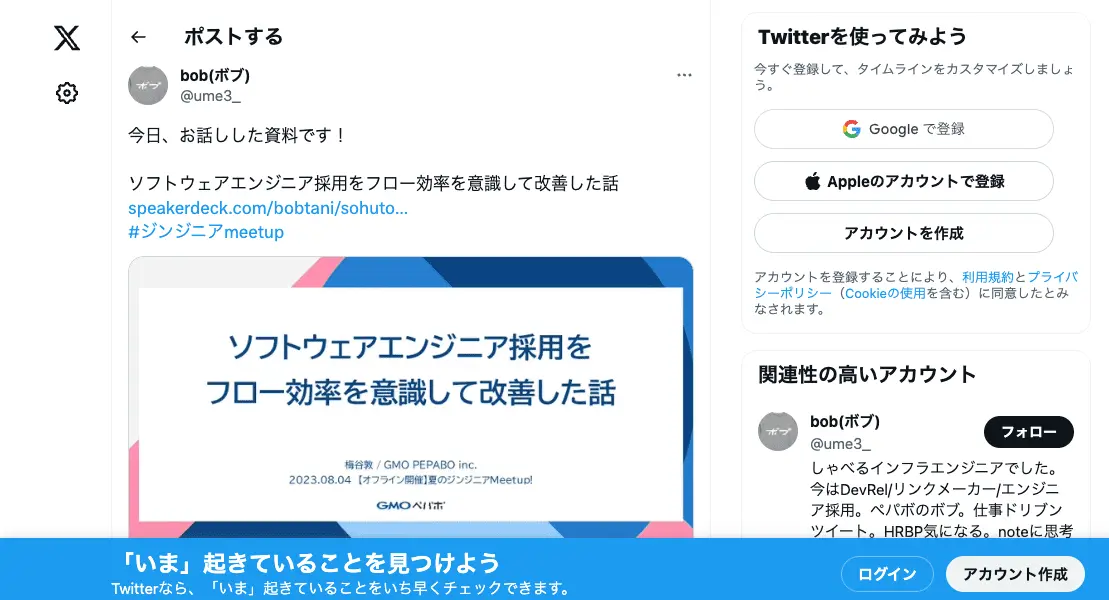 ポストする
ボブ
bob(ボブ)
@ume3_
今日、お話しした資料です！
ソフトウェアエンジニア採用をフロー効率を意識して改善した話
speakerdeck.com/bobtani/sohuto...
#ジンジニアmeetup
ソフトウェアエンジニア採用を
フロー効率を意識して改善した話
梅谷敦 / GMO PEPABO inc.
2023.08.04 【オフライン開催】夏のジンジニアMeetup!
GMOペパボ
Twitterを使ってみよう
今すぐ登録して、タイムラインをカスタマイズしましょ
う。
Google で登録
Appleのアカウントで登録
アカウントを作成
アカウントを登録することにより、利用規約とプライバ
シーポリシー（Cookieの使用を含む）に同意したとみ
なされます。
関連性の高いアカウント
ボブ
bob(ボブ)
@ume3_
フォロー
しゃべるインフラエンジニアでした。
今はDevRel/リンクメーカー/エンジニ
ア採用。ペパボのボブ。仕事ドリブン
ツイート。HRBP気になる。noteに思考
「いま」起きていることを見つけよう
Twitterなら、「いま」起きていることをいち早くチェックできます。
ログイン
アカウント作成